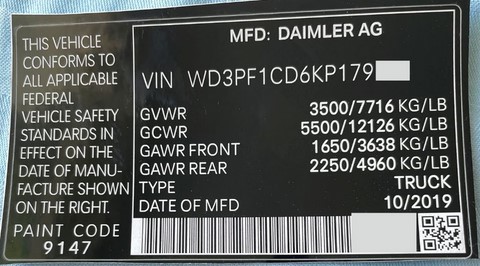 THIS VEHICLE
CONFORMS TO
ALL APPLICABLE
FEDERAL
VEHICLE SAFETY
STANDARDS IN
EFFECT ON THE
DATE OF MANU-
FACTURE SHOWN
ON THE RIGHT.
PAINT CODE
9147
MFD: DAIMLER AG
VIN WD3PF1CD6KP179
GVWR 3500/7716 KG/LB
GCWR 5500/12126 KG/LB
GAWR FRONT 1650/3638 KG/LB
GAWR REAR 2250/4960 KG/LB
TYPE TRUCK
DATE OF MFD 10/2019